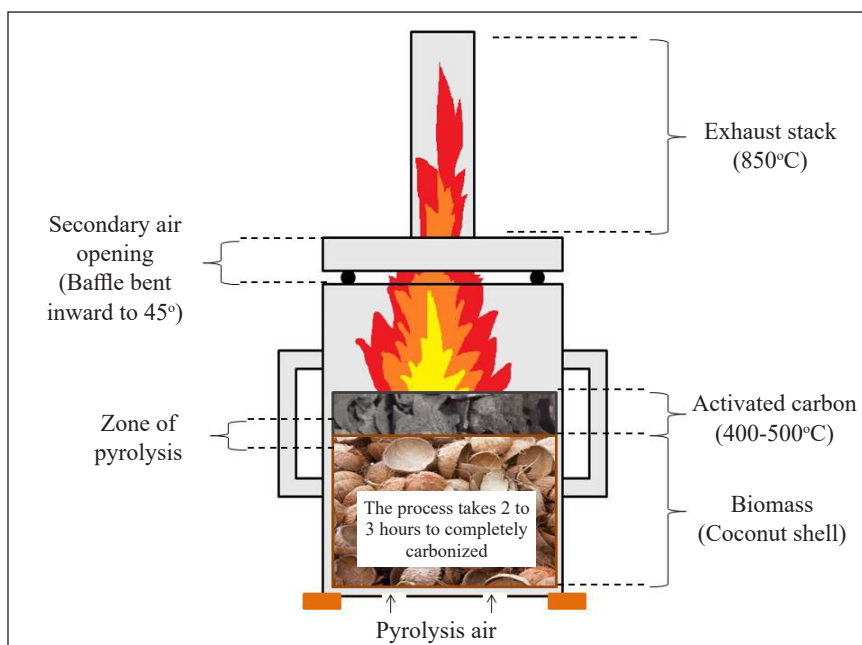 Exhaust stack
(850°C)
Secondary air
opening
(Baffle bent
inward to 45°)
Zone of
pyrolysis
Activated carbon
(400-500°C)
The process takes 2 to
3 hours to completely
carbonized
Biomass
(Coconut shell)
Pyrolysis air